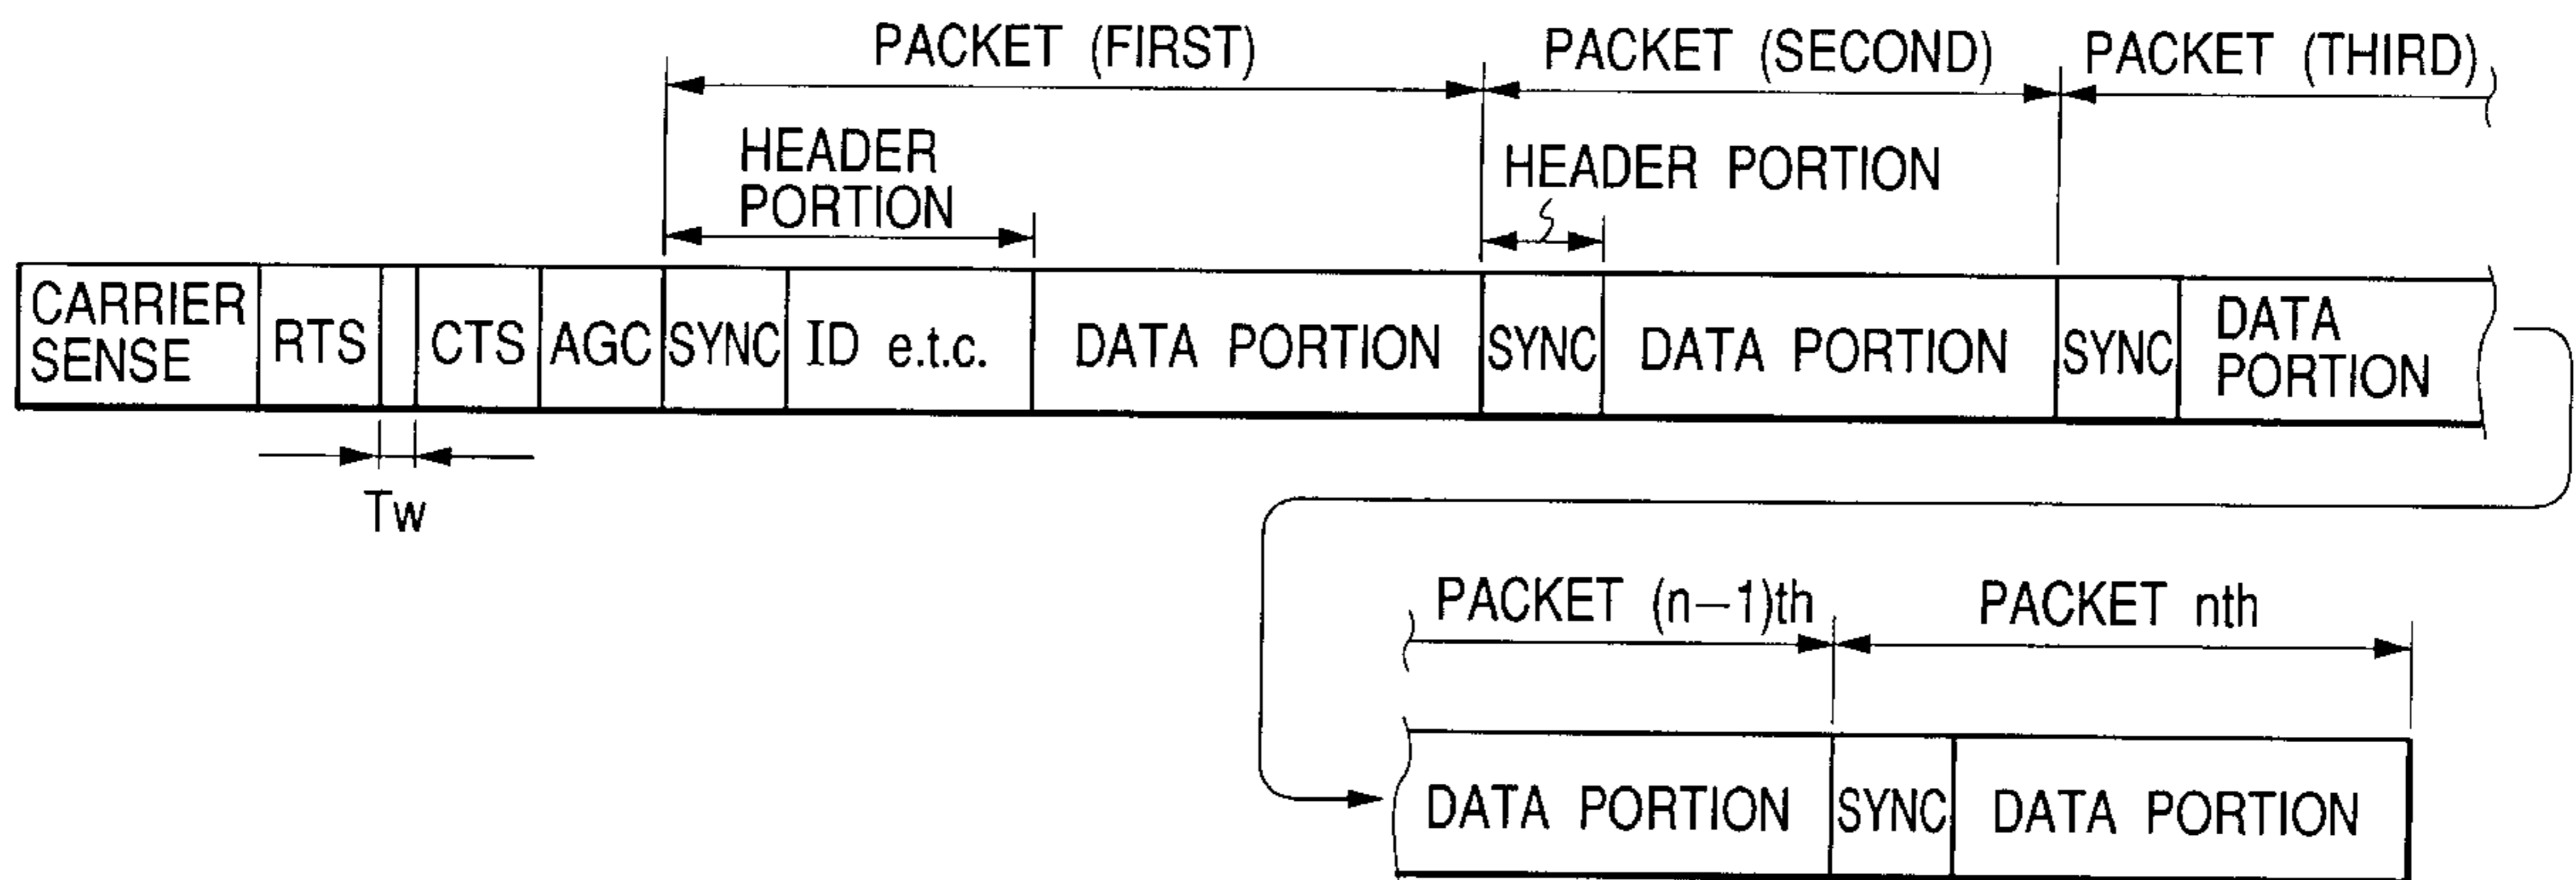 PACKET (FIRST)
PACKET (SECOND)
PACKET (THIRD)
HEADER
PORTION
HEADER PORTION
CARRIER
SENSE
RTS
CTS
AGC
SYNC
ID e.t.c.
DATA PORTION
SYNC
DATA PORTION
SYNC
DATA
PORTION
Tw
PACKET (n−1)th
PACKET nth
DATA PORTION
SYNC
DATA PORTION